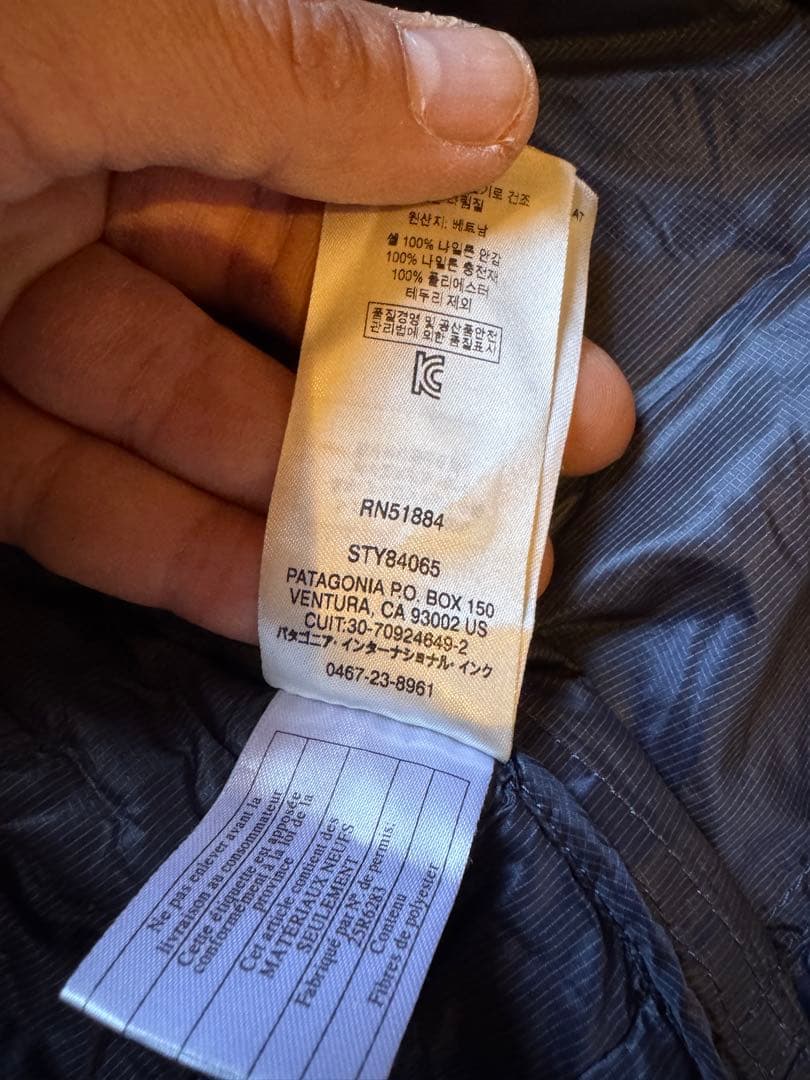 기로 건조
원산지: 베트남
쉘 100% 나일론 안감
100% 나일론 충전재
100% 폴리에스터
테두리 제외
품질경영 및 공산품안전
관리법에 의한 품질표시
RN51884
STY84065
PATAGONIA P.O. BOX 150
VENTURA, CA 93002 US
CUIT:30-70924649-2
パタゴニア・インターナショナル・インク
0467-23-8961
Ne pas enlever avant la
livraison au consommateur
Cette étiquette est apposée
conformément à la loi de la
province
Cet article contient des
MATERIAUX NEUFS
SEULEMENT
Fabriqué par Nº de permis.
25R6283
Contenu
Fibres de polyester